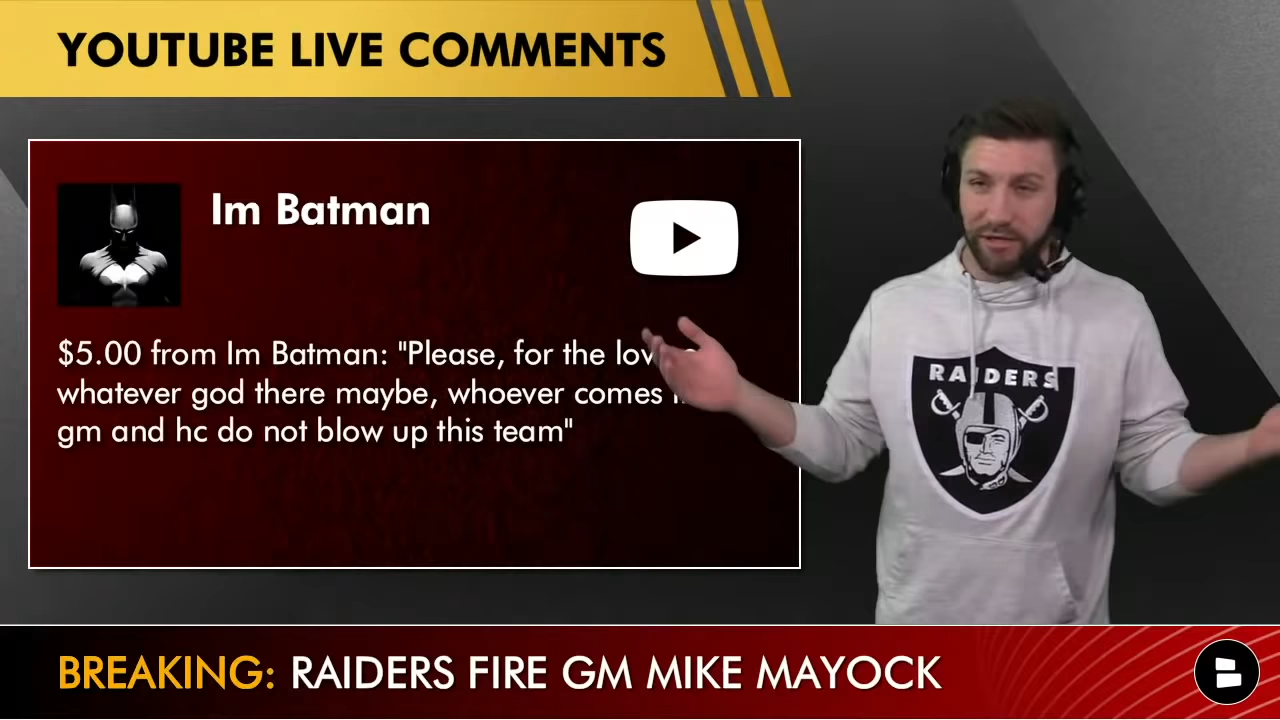 YOUTUBE LIVE COMMENTS
Im Batman
$5.00 from Im Batman: "Please, for the
whatever god there maybe, whoever comes
gm and hc do not blow up this team"
RAIDERS
BREAKING: RAIDERS FIRE GM MIKE MAYOCK